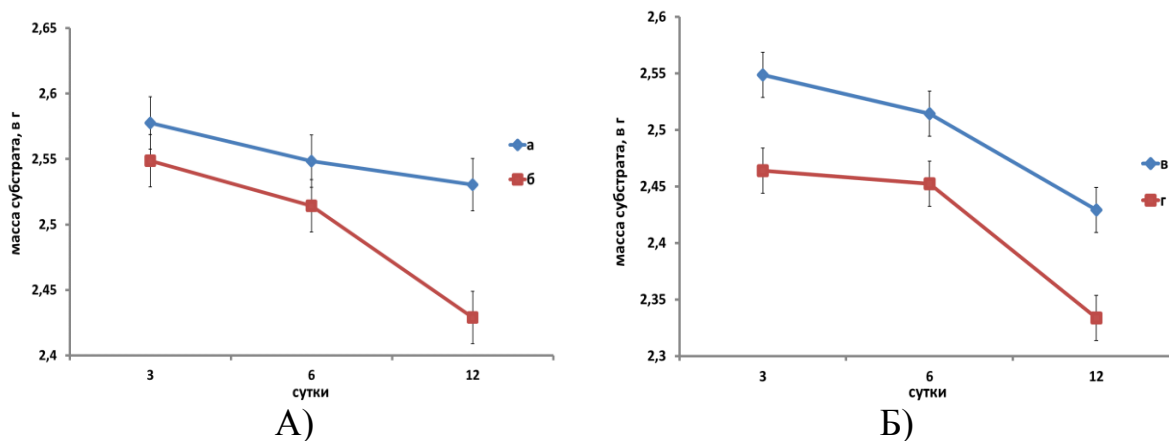 2,65
2,6
2,55
2,5
2,45
2,4
масса субстрата, в г
3
6
12
сутки
а
б
А)
2,6
2,55
2,5
2,45
2,4
2,35
2,3
масса субстрата, в г
3
6
12
сутки
в
г
Б)